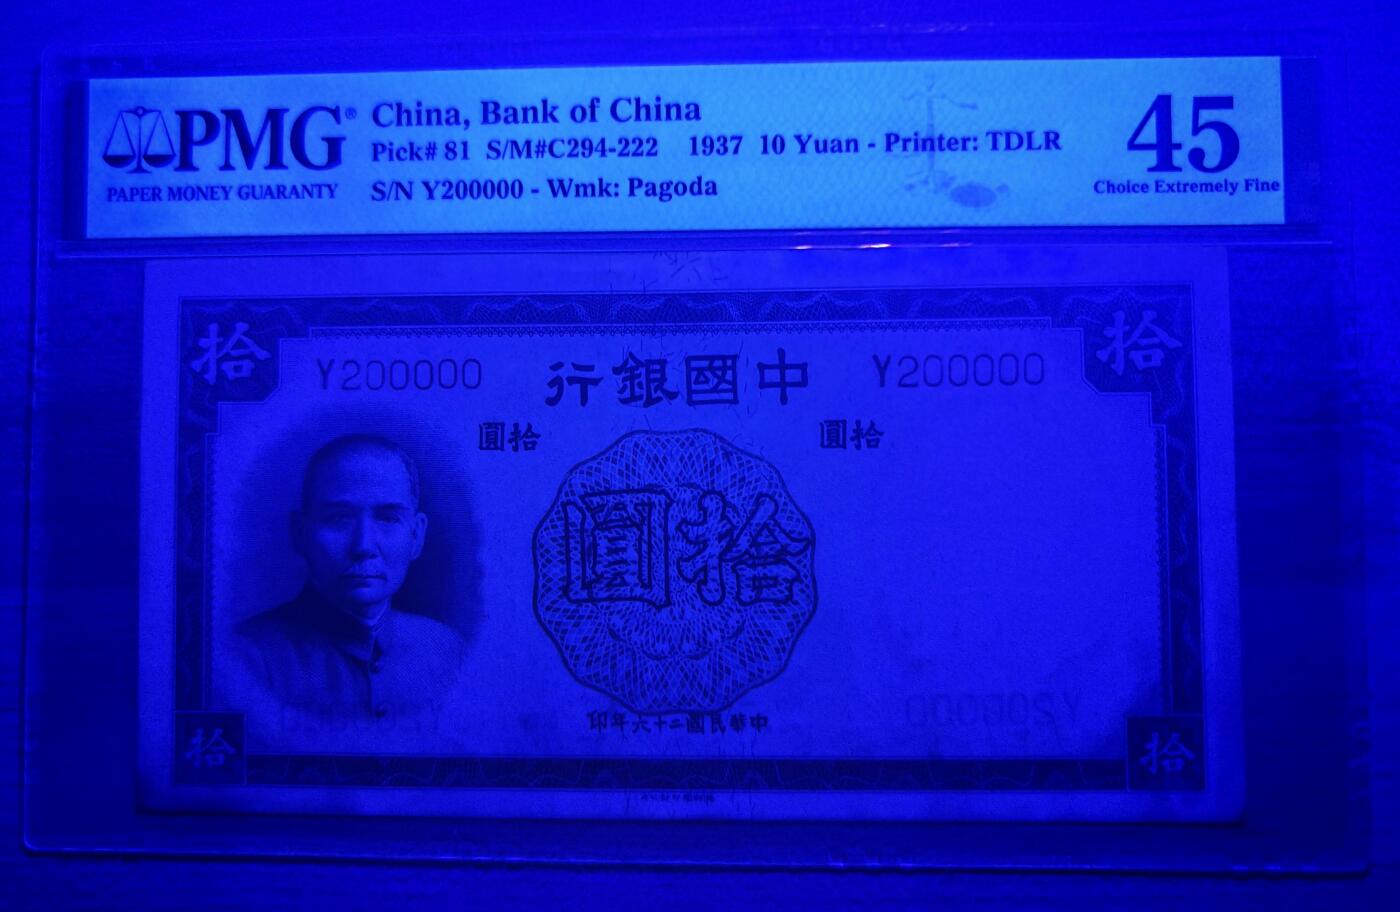 PMG®
PAPER MONEY GUARANTY
China, Bank of China
Pick# 81 S/M#C294-222 1937 10 Yuan - Printer: TDLR
S/N Y200000 - Wmk: Pagoda
45
Choice Extremely Fine
拾
拾
Y200000
行銀國中
Y200000
圓拾
圓拾
圓拾
印年六十二國民華中
拾
拾